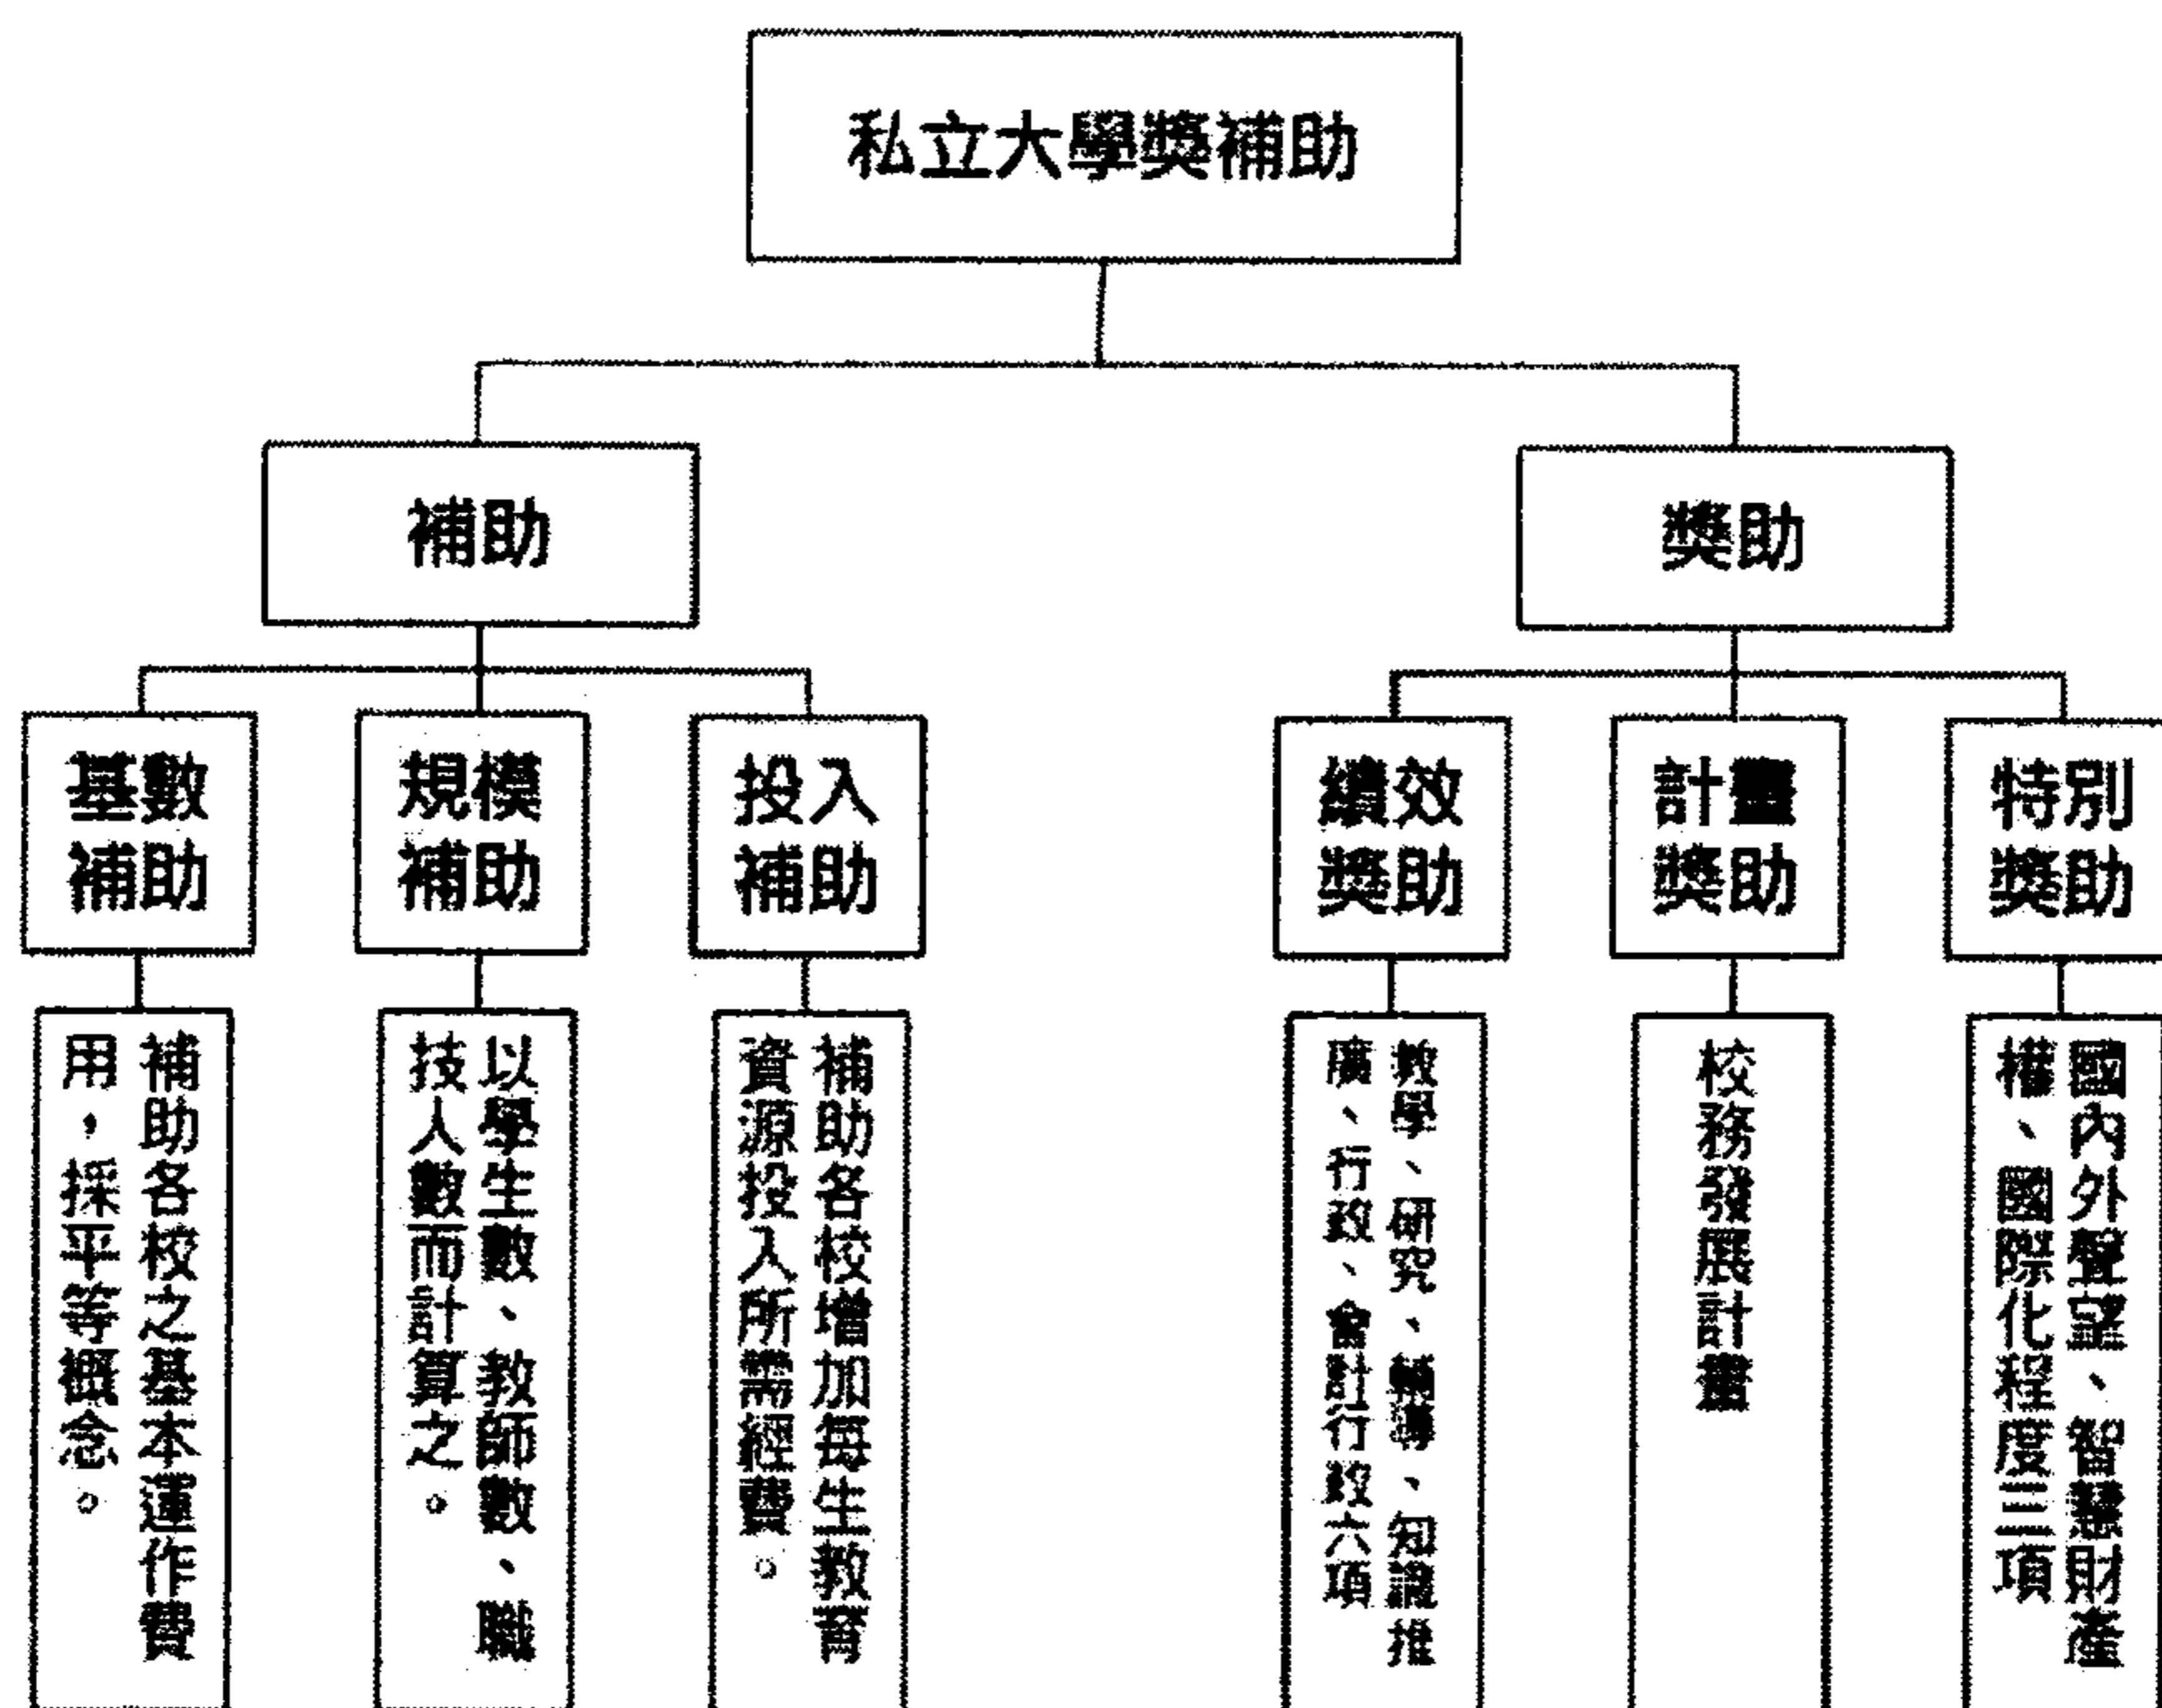 私立大學獎補助
補助
獎助
基數
補助
規模
補助
投入
補助
績效
獎助
計畫
獎助
特別
獎助
補助各校之基本運作費
用，採平等概念。
以學生數、教師數、職
技人數而計算之。
補助各校增加每生教育
資源投入所需經費。
教學、研究、輔導、知識推
廣、行政、會計行政六項
校務發展計畫
國內外聲望、智慧財產
權、國際化程度三項